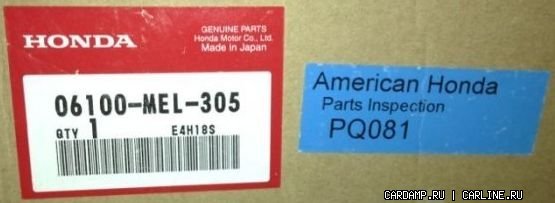 HONDA
GENUINE PARTS
Honda Motor Co., Ltd.
Made in Japan
06100-MEL-305
QTY 1 E4H18S
American Honda
Parts Inspection
PQ081
CARDAMP.RU | CARLINE.RU